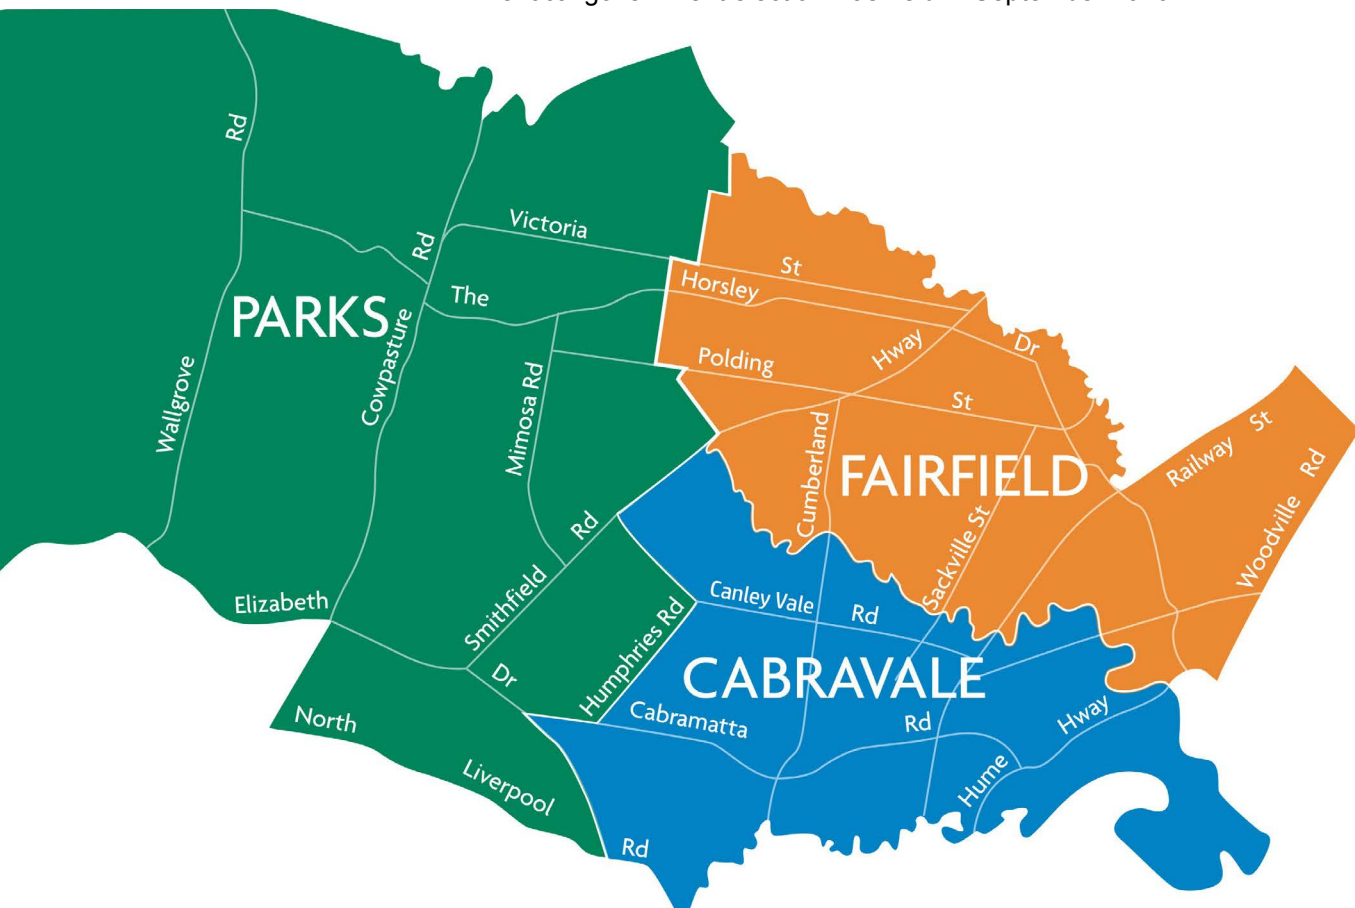 Rd
Victoria
Rd
St
Horsley
The
PARKS
Cowpasture
Hway
Dr
Polding
St
Wallgrove
Mimosa Rd
Cumberland
FAIRFIELD
Railway St
Rd
Woodville
Rd
Sackville St
Elizabeth
Smithfield
Canley Vale Rd
Humphries Rd
CABRAVALE
Dr
North
Cabramatta
Rd
Hway
Liverpool
Hume
Rd